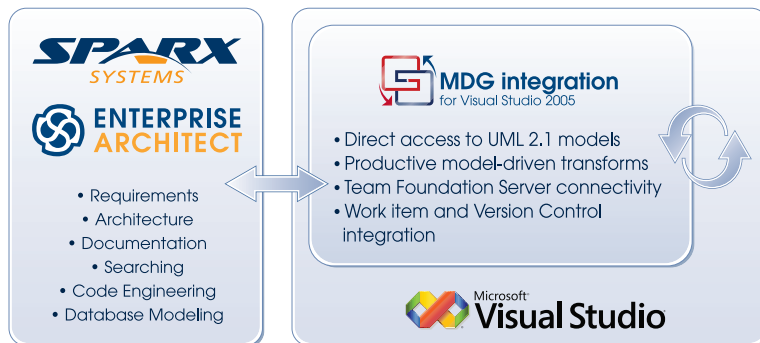 SPARX
SYSTEMS
ENTERPRISE
ARCHITECT
• Requirements
• Architecture
• Documentation
• Searching
• Code Engineering
• Database Modeling
MDG integration
for Visual Studio 2005
• Direct access to UML 2.1 models
• Productive model-driven transforms
• Team Foundation Server connectivity
• Work item and Version Control
integration
Microsoft®
Visual Studio